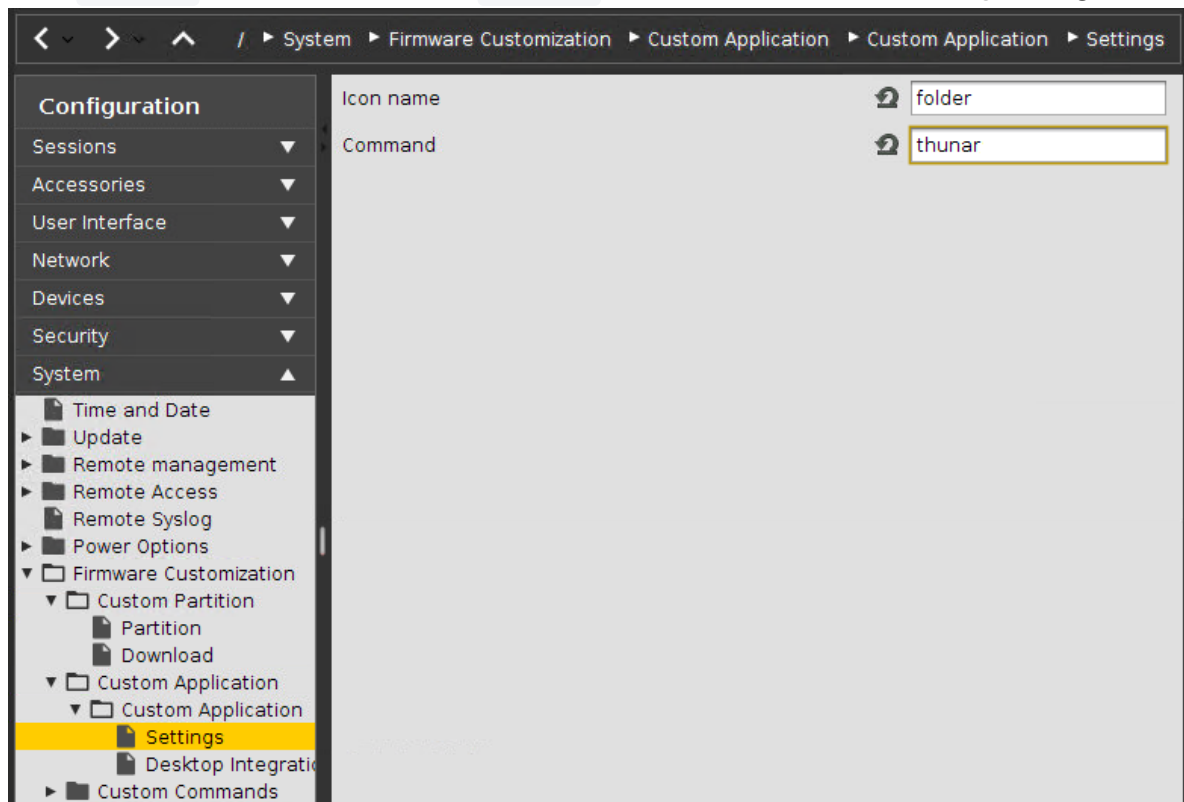 / ▸ System ▸ Firmware Customization ▸ Custom Application ▸ Custom Application ▸ Settings
Configuration
Sessions
Accessories
User Interface
Network
Devices
Security
System
Time and Date
Update
Remote management
Remote Access
Remote Syslog
Power Options
Firmware Customization
Custom Partition
Partition
Download
Custom Application
Custom Application
Settings
Desktop Integratio
Custom Commands
Icon name folder
Command thunar